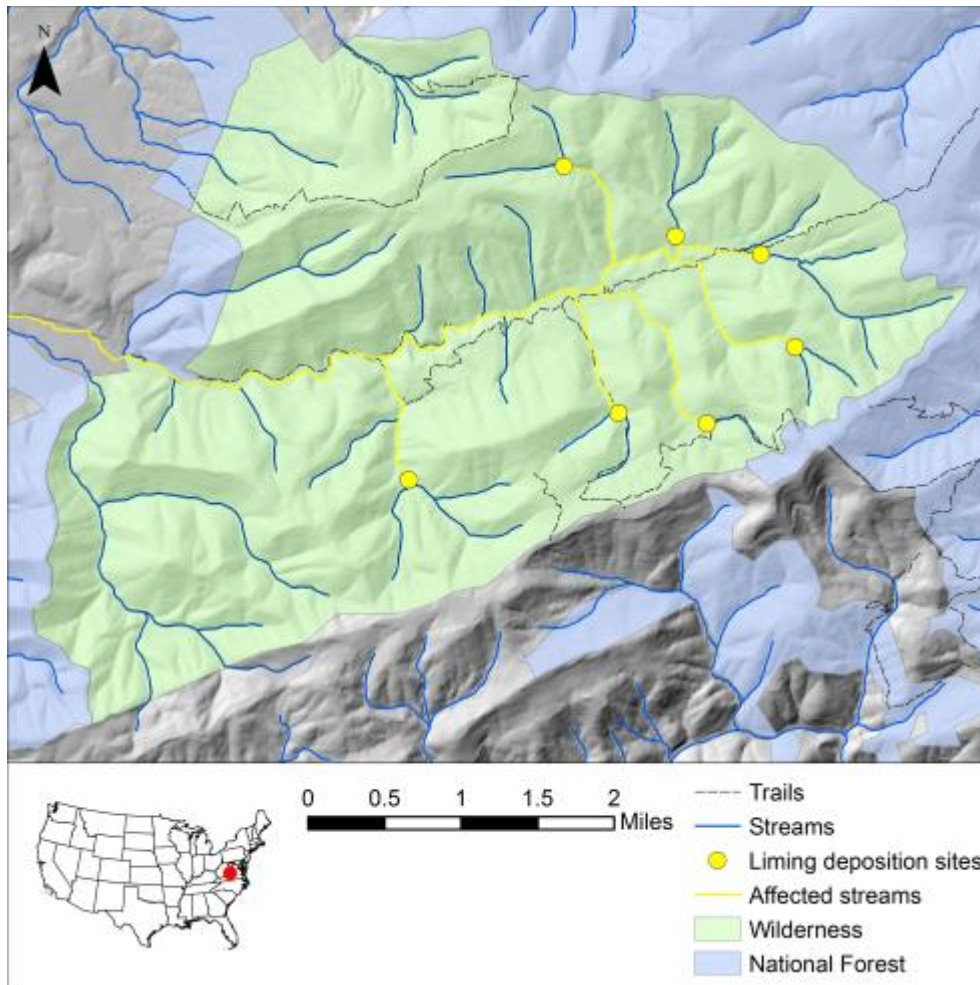 N
0 0.5 1 1.5 2
Miles
Trails
Streams
Liming deposition sites
Affected streams
Wilderness
National Forest